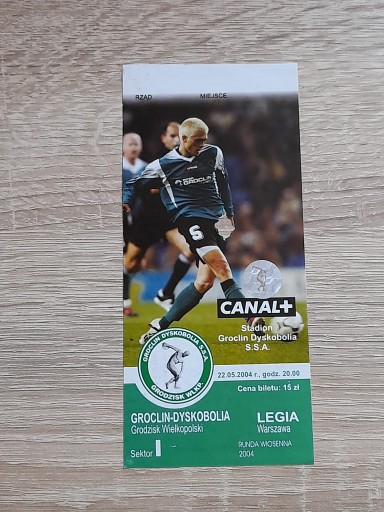 RZĄD MIEJSCE
GROCLIN
6
CANAL+
Stadion
Groclin Dyskobolia
S.S.A.
GROCLIN DYSKOBOLIA S.S.A.
GRODZISK WLKP.
22.05.2004 r., godz. 20.00
Cena biletu: 15 zł
GROCLIN-DYSKOBOLIA LEGIA
Grodzisk Wielkopolski Warszawa
Sektor I
RUNDA WIOSENNA
2004